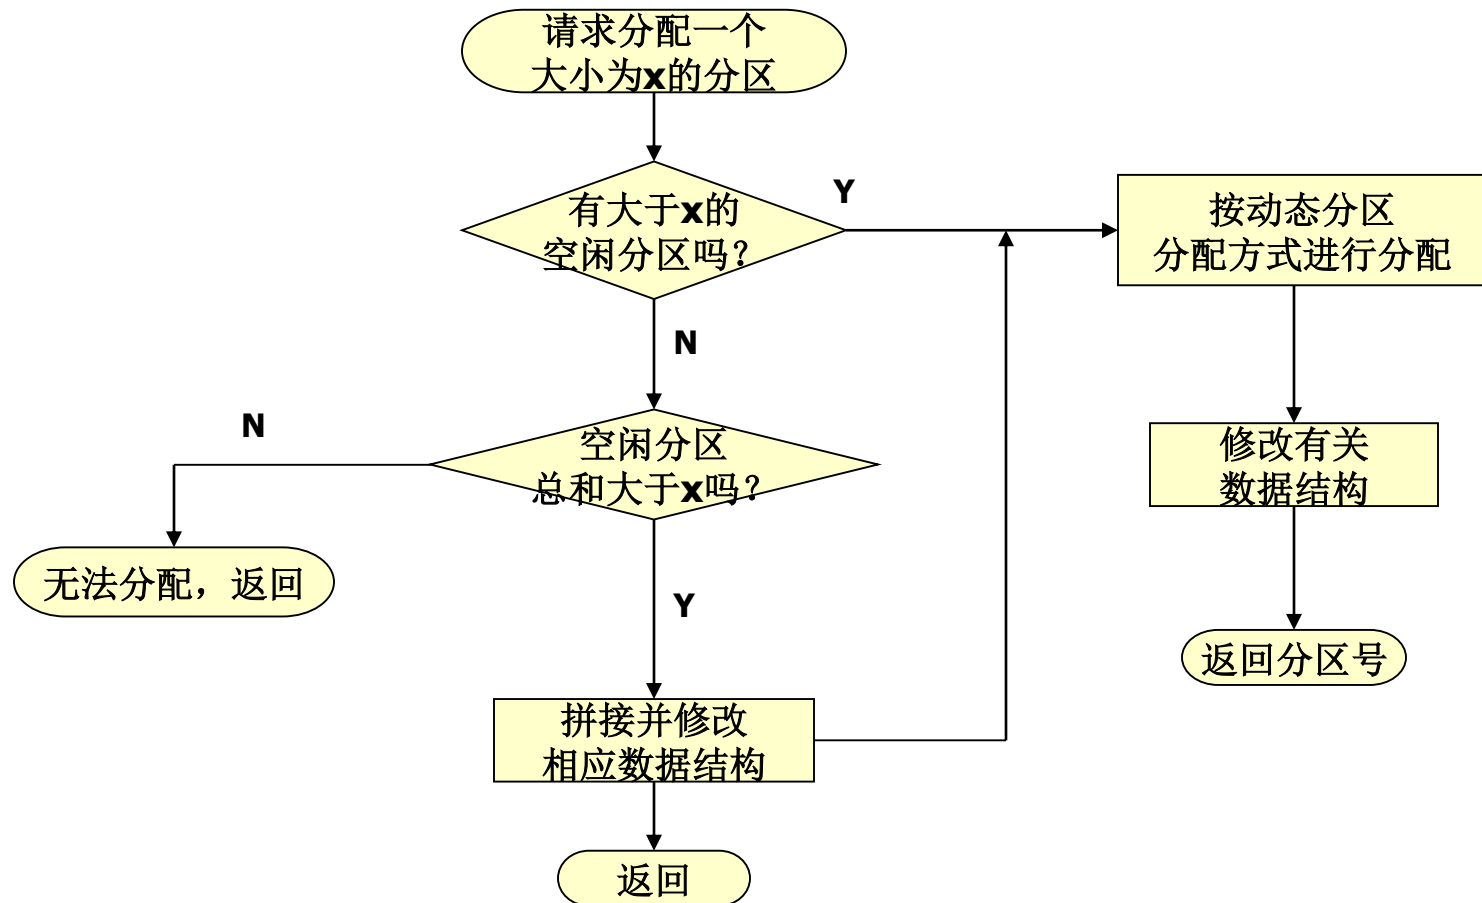 请求分配一个
大小为x的分区
有大于x的
空闲分区吗？
Y
按动态分区
分配方式进行分配
N
空闲分区
总和大于x吗？
N
修改有关
数据结构
无法分配，返回
Y
返回分区号
拼接并修改
相应数据结构
返回